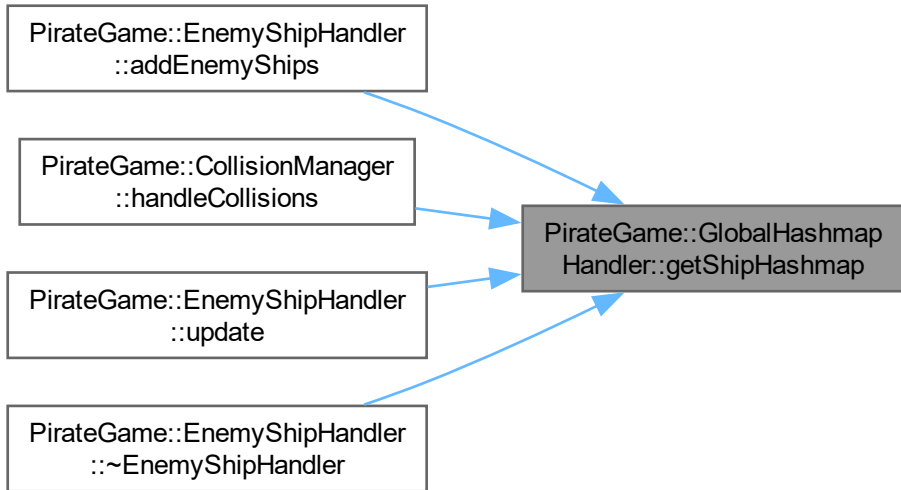 PirateGame::EnemyShipHandler
::addEnemyShips
PirateGame::CollisionManager
::handleCollisions
PirateGame::EnemyShipHandler
::update
PirateGame::EnemyShipHandler
::~EnemyShipHandler
PirateGame::GlobalHashmap
Handler::getShipHashmap